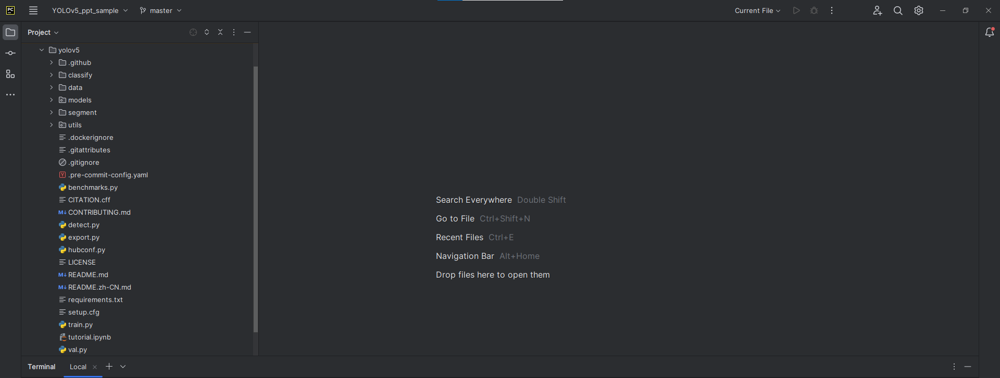 PC YOLOv5_ppt_sample master Current File
Project
yolov5
.github
classify
data
models
segment
utils
.dockerignore
.gitattributes
.gitignore
Y .pre-commit-config.yaml
benchmarks.py
CITATION.cff
M↓ CONTRIBUTING.md
detect.py
export.py
hubconf.py
LICENSE
M↓ README.md
M↓ README.zh-CN.md
requirements.txt
setup.cfg
train.py
tutorial.ipynb
val.py
Search Everywhere Double Shift
Go to File Ctrl+Shift+N
Recent Files Ctrl+E
Navigation Bar Alt+Home
Drop files here to open them
Terminal Local